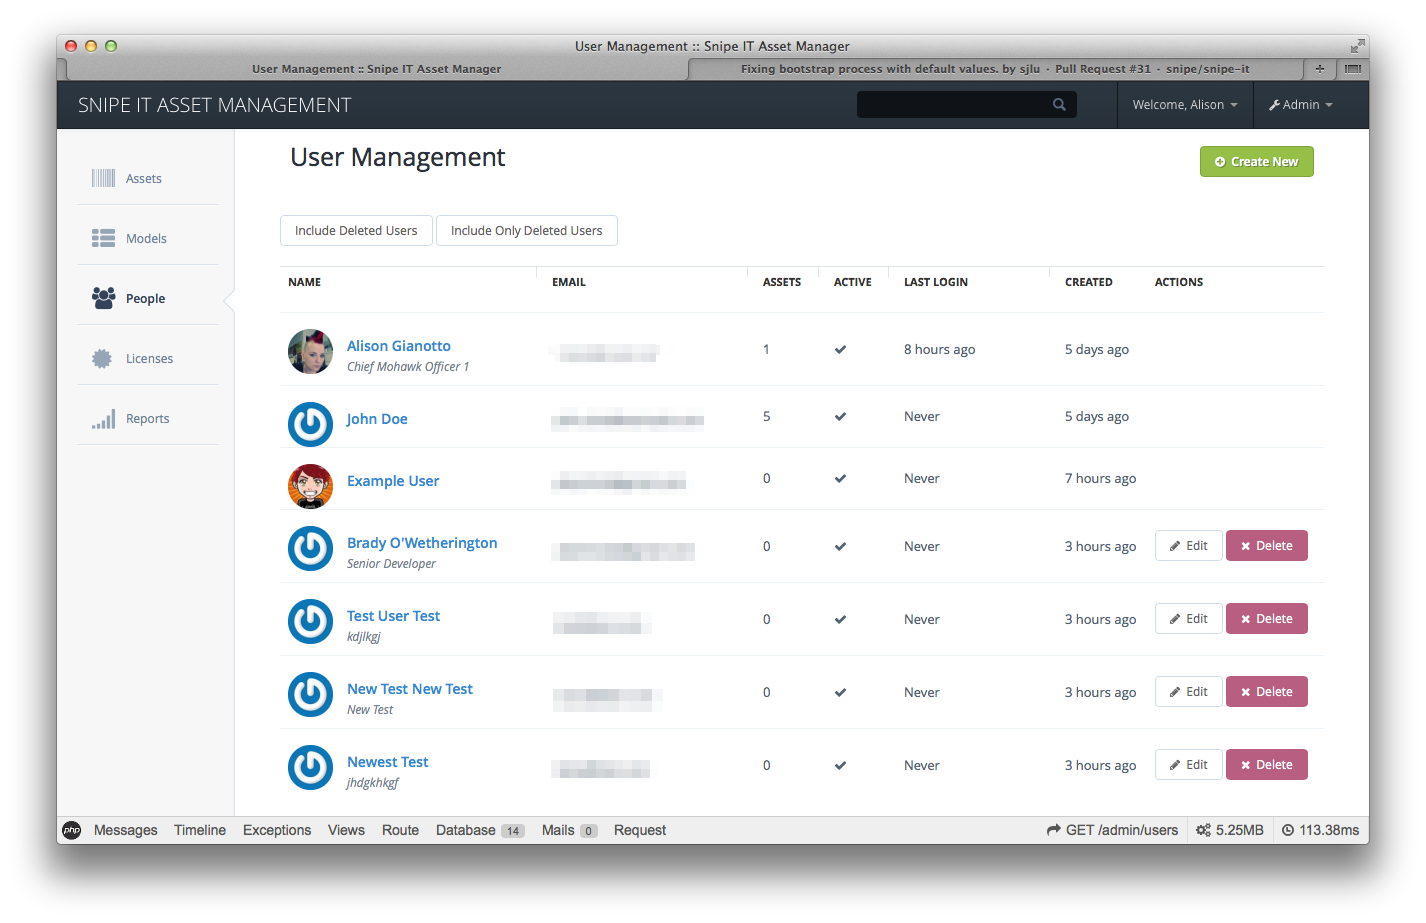 User Management :: Snipe IT Asset Manager
User Management :: Snipe IT Asset Manager
Fixing bootstrap process with default values. by sjlu · Pull Request #31 · snipe/snipe-it
SNIPE IT ASSET MANAGEMENT
Welcome, Alison
Admin
Assets
Models
People
Licenses
Reports
User Management
Create New
Include Deleted Users
Include Only Deleted Users
NAME EMAIL ASSETS ACTIVE LAST LOGIN CREATED ACTIONS
Alison Gianotto 1 8 hours ago 5 days ago
Chief Mohawk Officer 1
John Doe 5 Never 5 days ago
Example User 0 Never 7 hours ago
Brady O'Wetherington 0 Never 3 hours ago Edit Delete
Senior Developer
Test User Test 0 Never 3 hours ago Edit Delete
kdjlkgj
New Test New Test 0 Never 3 hours ago Edit Delete
New Test
Newest Test 0 Never 3 hours ago Edit Delete
jhdgkhkgf
php Messages Timeline Exceptions Views Route Database 14 Mails 0 Request GET /admin/users 5.25MB 113.38ms